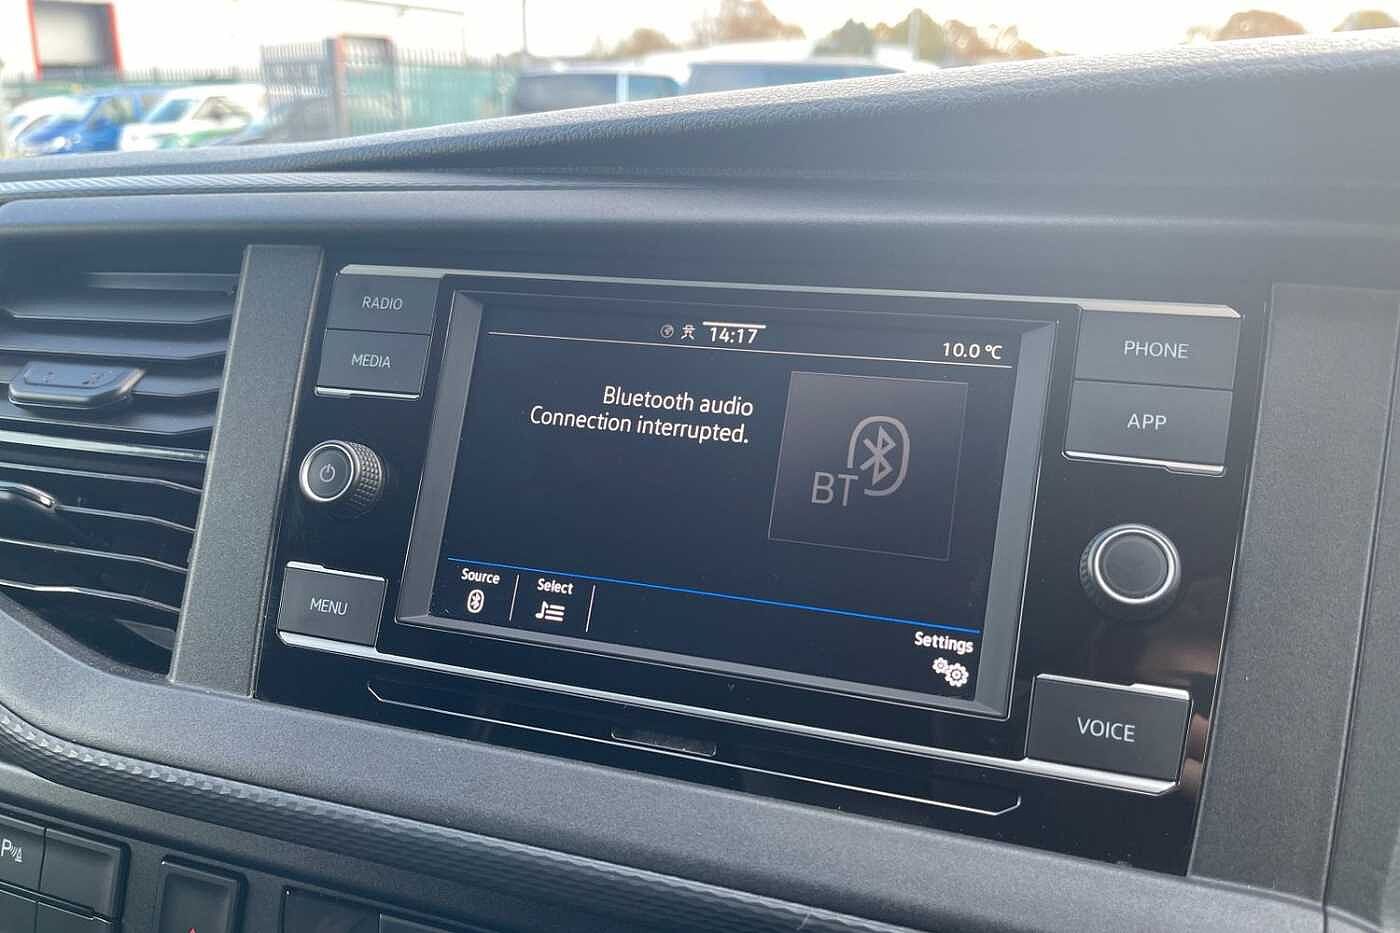 RADIO
MEDIA
MENU
14:17
10.0 °C
Bluetooth audio
Connection interrupted.
BT
Source
Select
Settings
PHONE
APP
VOICE
P